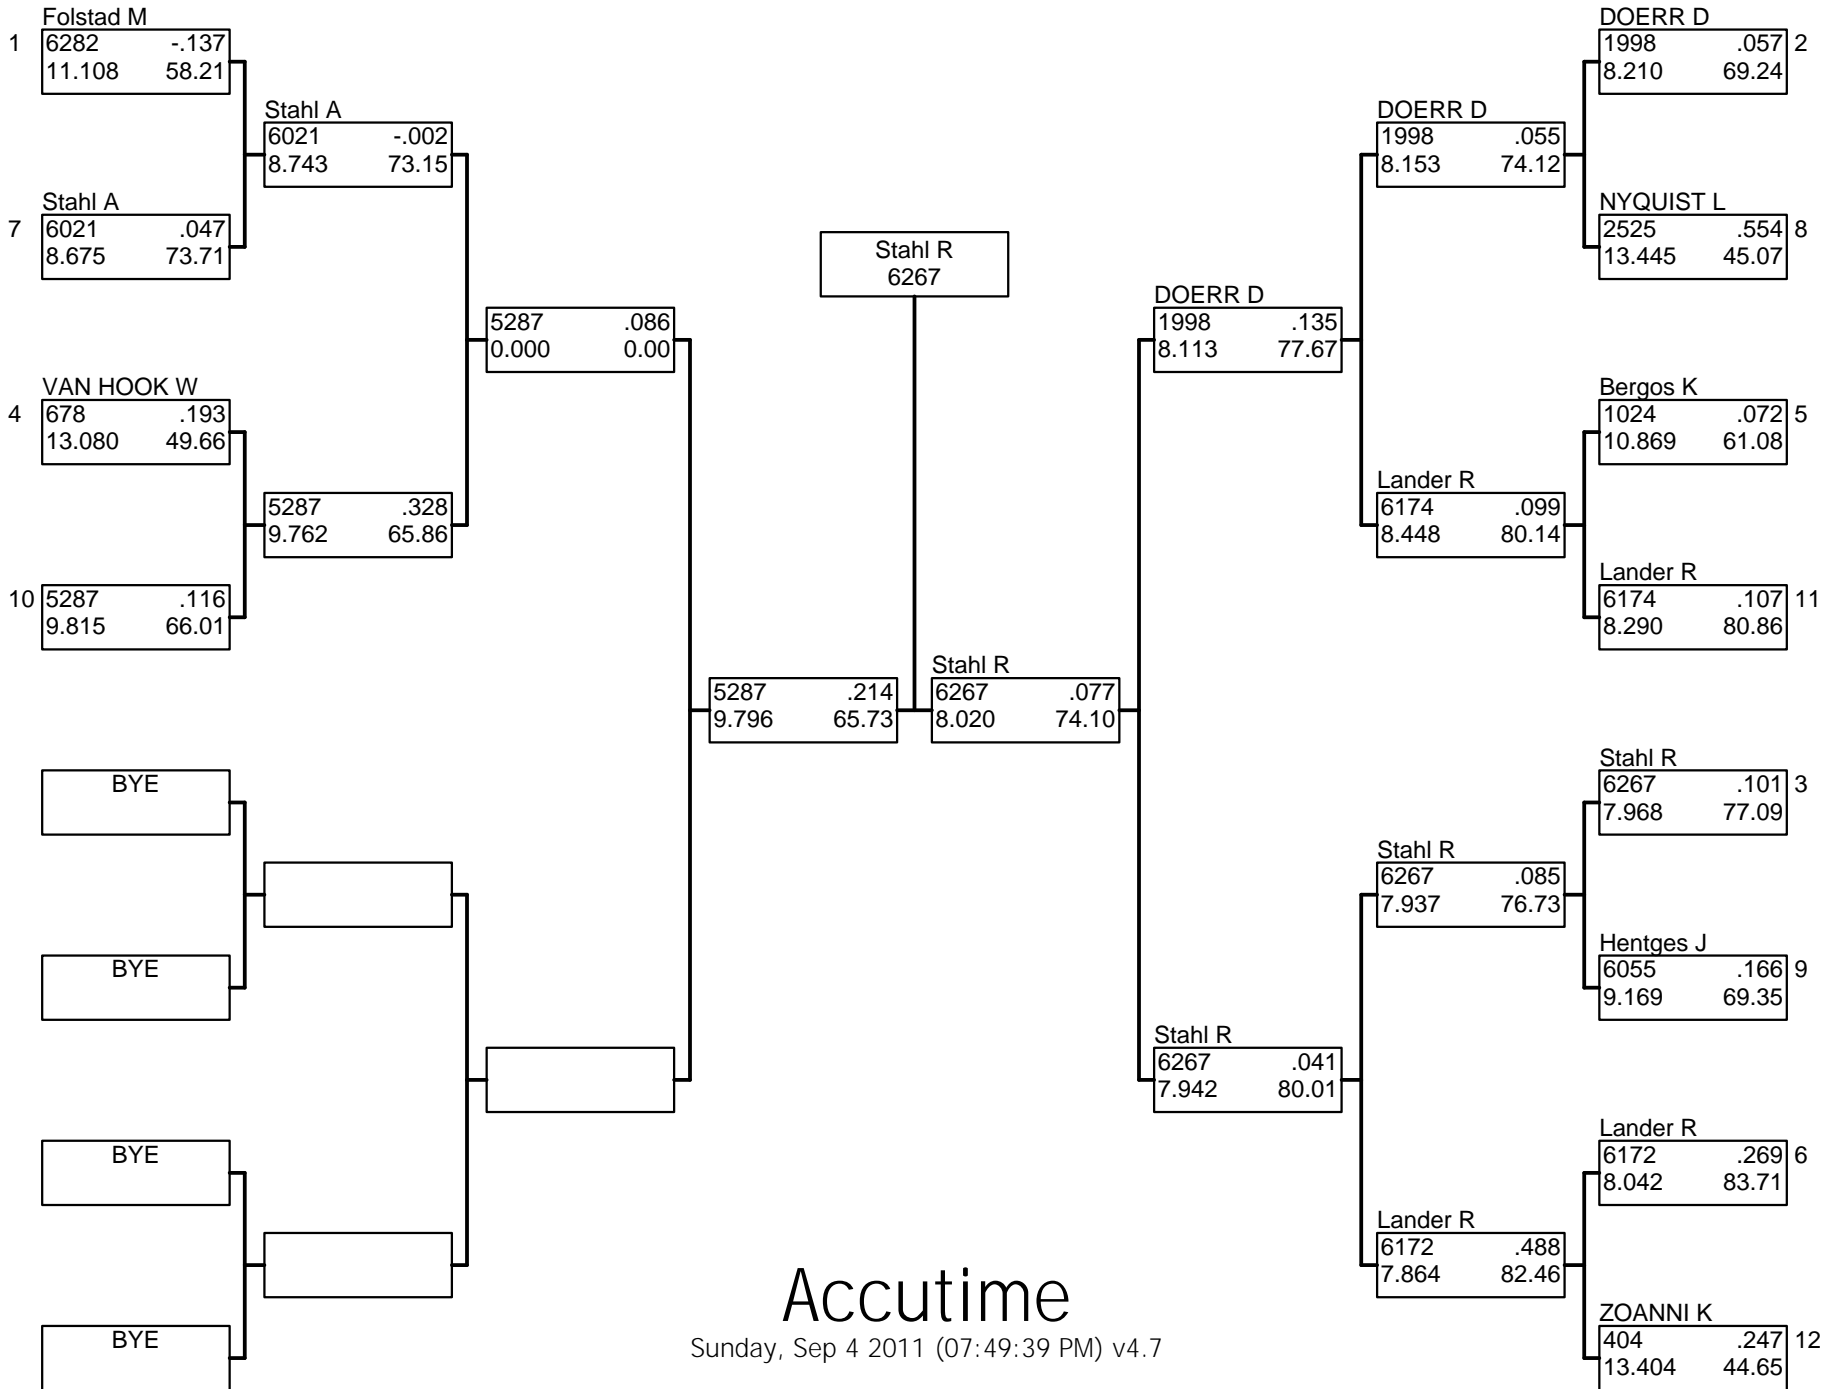 Folstad M
1 6282 -.137
11.108 58.21
Stahl A
6021 -.002
8.743 73.15
Stahl A
7 6021 .047
8.675 73.71
5287 .086
0.000 0.00
VAN HOOK W
4 678 .193
13.080 49.66
5287 .328
9.762 65.86
10 5287 .116
9.815 66.01
5287 .214
9.796 65.73
BYE
BYE
BYE
BYE
Stahl R
6267
Stahl R
6267 .077
8.020 74.10
DOERR D
1998 .135
8.113 77.67
Stahl R
6267 .041
7.942 80.01
DOERR D
1998 .055
8.153 74.12
Lander R
6174 .099
8.448 80.14
Stahl R
6267 .085
7.937 76.73
Lander R
6172 .488
7.864 82.46
DOERR D
1998 .057 2
8.210 69.24
NYQUIST L
2525 .554 8
13.445 45.07
Bergos K
1024 .072 5
10.869 61.08
Lander R
6174 .107 11
8.290 80.86
Stahl R
6267 .101 3
7.968 77.09
Hentges J
6055 .166 9
9.169 69.35
Lander R
6172 .269 6
8.042 83.71
ZOANNI K
404 .247 12
13.404 44.65
Accutime
Sunday, Sep 4 2011 (07:49:39 PM) v4.7